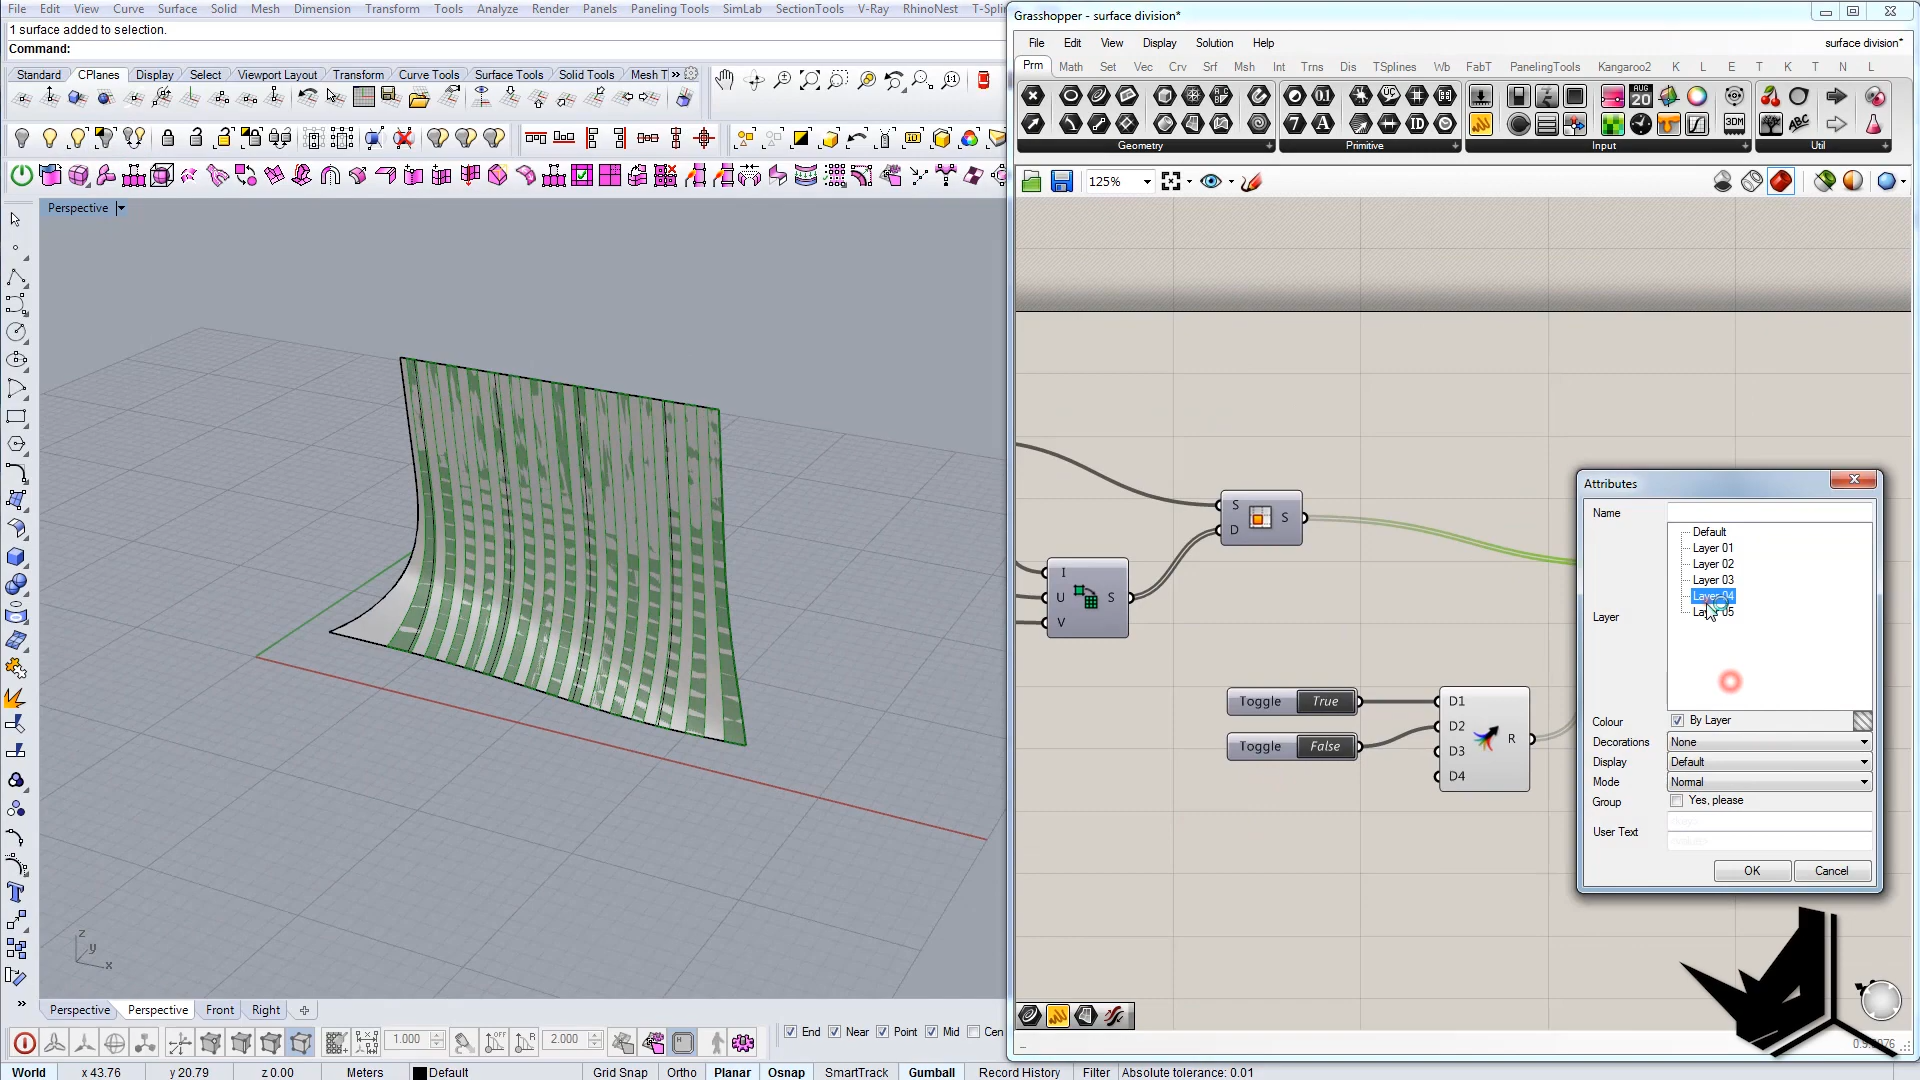 File Edit View Curve Surface Solid Mesh Dimension Transform Tools Analyze Render Panels Paneling Tools SimLab SectionTools V-Ray RhinoNest T-Splin
1 surface added to selection.
Command:
Standard CPlanes Display Select Viewport Layout Transform Curve Tools Surface Tools Solid Tools Mesh T »
Perspective
Grasshopper - surface division*
File Edit View Display Solution Help surface division*
Prm Math Set Vec Crv Srf Msh Int Trns Dis TSplines Wb FabT PanelingTools Kangaroo2 K L E T K T N L
Geometry Primitive Input Util
125%
S
D
S
I
U
V
S
Toggle True
Toggle False
D1
D2
D3
D4
R
Attributes
Name
Default
Layer 01
Layer 02
Layer 03
Layer 04
Layer 05
Layer
Colour By Layer
Decorations None
Display Default
Mode Normal
Group Yes, please
User Text
OK Cancel
z
y
x
Perspective Perspective Front Right
1.000 2.000 End Near Point Mid Cen
World x 43.76 y 20.79 z 0.00 Meters Default Grid Snap Ortho Planar Osnap SmartTrack Gumball Record History Filter Absolute tolerance: 0.01